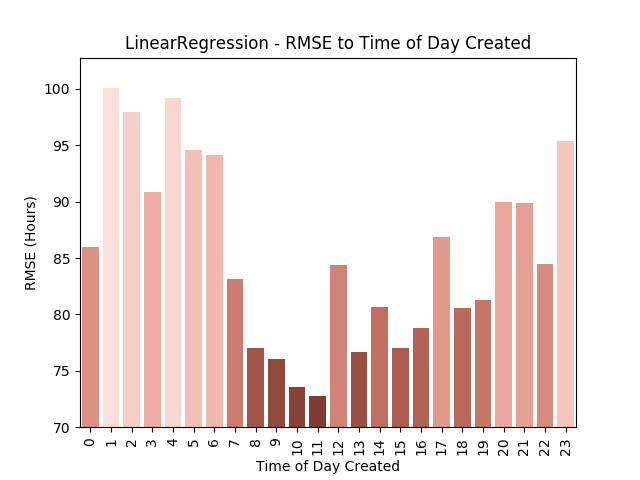 LinearRegression - RMSE to Time of Day Created
100
95
90
85
80
75
70
RMSE (Hours)
0 1 2 3 4 5 6 7 8 9 10 11 12 13 14 15 16 17 18 19 20 21 22 23
Time of Day Created